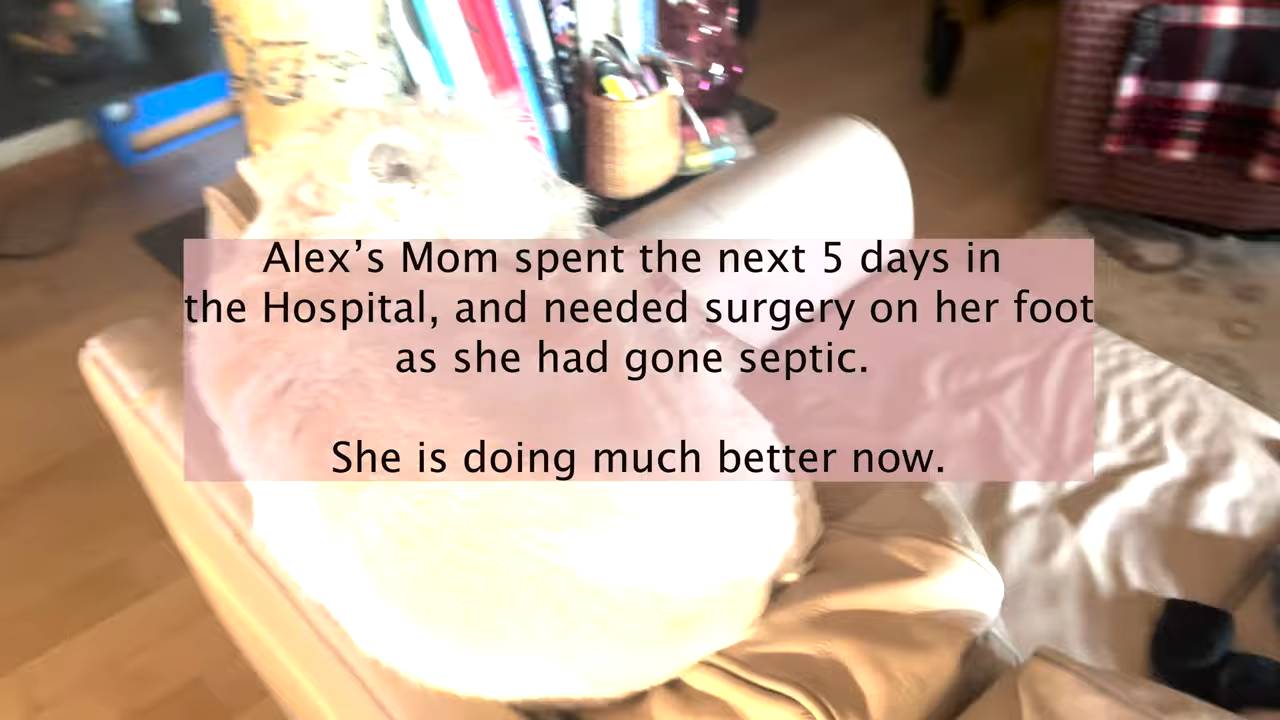 Alex’s Mom spent the next 5 days in
the Hospital, and needed surgery on her foot
as she had gone septic.
She is doing much better now.